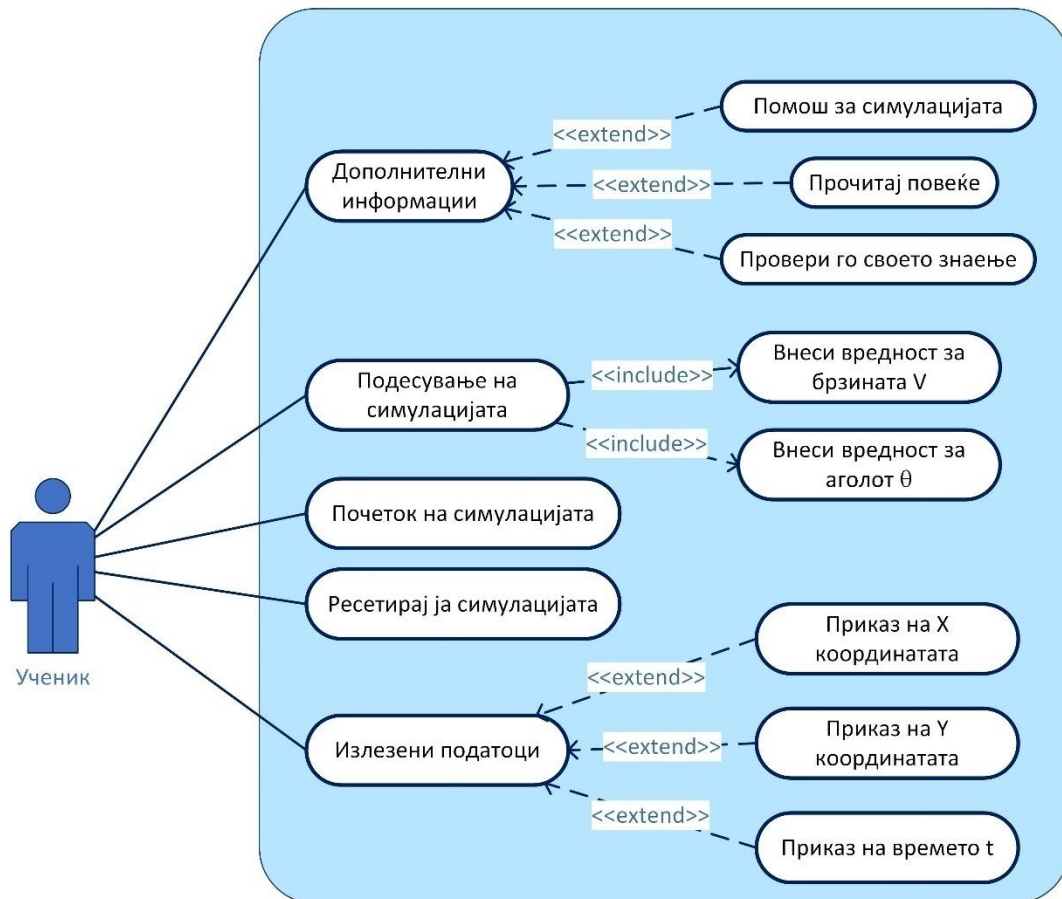 Помош за симулацијата
<<extend>>
Дополнителни
информации
<<extend>>
Прочитај повеќе
<<extend>>
Провери го своето знаење
Подесување на
симулацијата
<<include>>
Внеси вредност за
брзината V
<<include>>
Внеси вредност за
аголот θ
Почеток на симулацијата
Ресетирај ја симулацијата
Ученик
Приказ на X
координатата
<<extend>>
Излезени податоци
<<extend>>
Приказ на Y
координатата
<<extend>>
Приказ на времето t